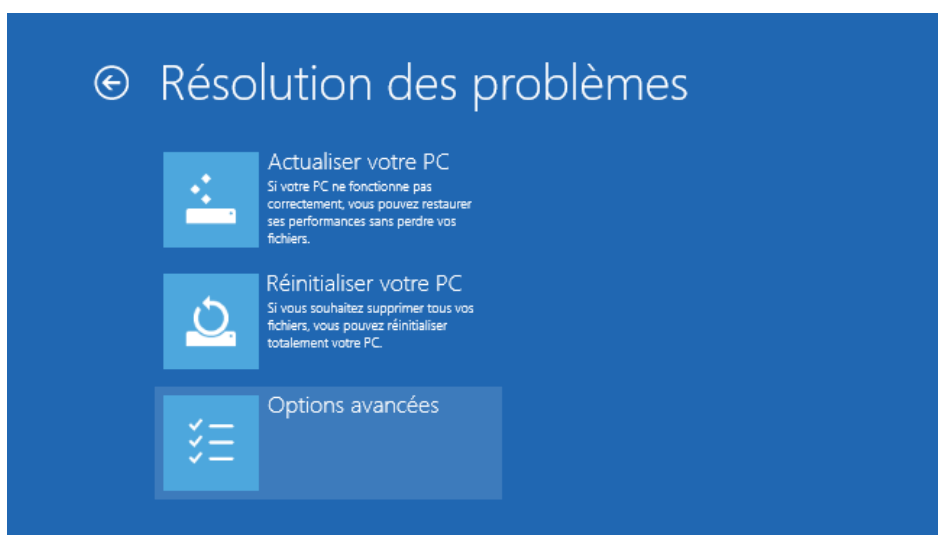 Résolution des problèmes
Actualiser votre PC
Si votre PC ne fonctionne pas
correctement, vous pouvez restaurer
ses performances sans perdre vos
fichiers.
Réinitialiser votre PC
Si vous souhaitez supprimer tous vos
fichiers, vous pouvez réinitialiser
totalement votre PC.
Options avancées